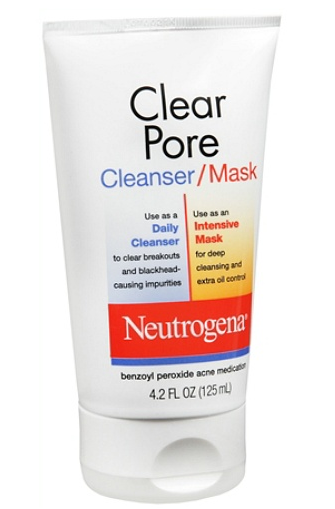 Clear
Pore
Cleanser/Mask
Use as a
Daily
Cleanser
to clear breakouts
and blackhead-
causing impurities
Use as an
Intensive
Mask
for deep
cleansing and
extra oil control
Neutrogena®
benzoyl peroxide acne medication
4.2 FL OZ (125 mL)